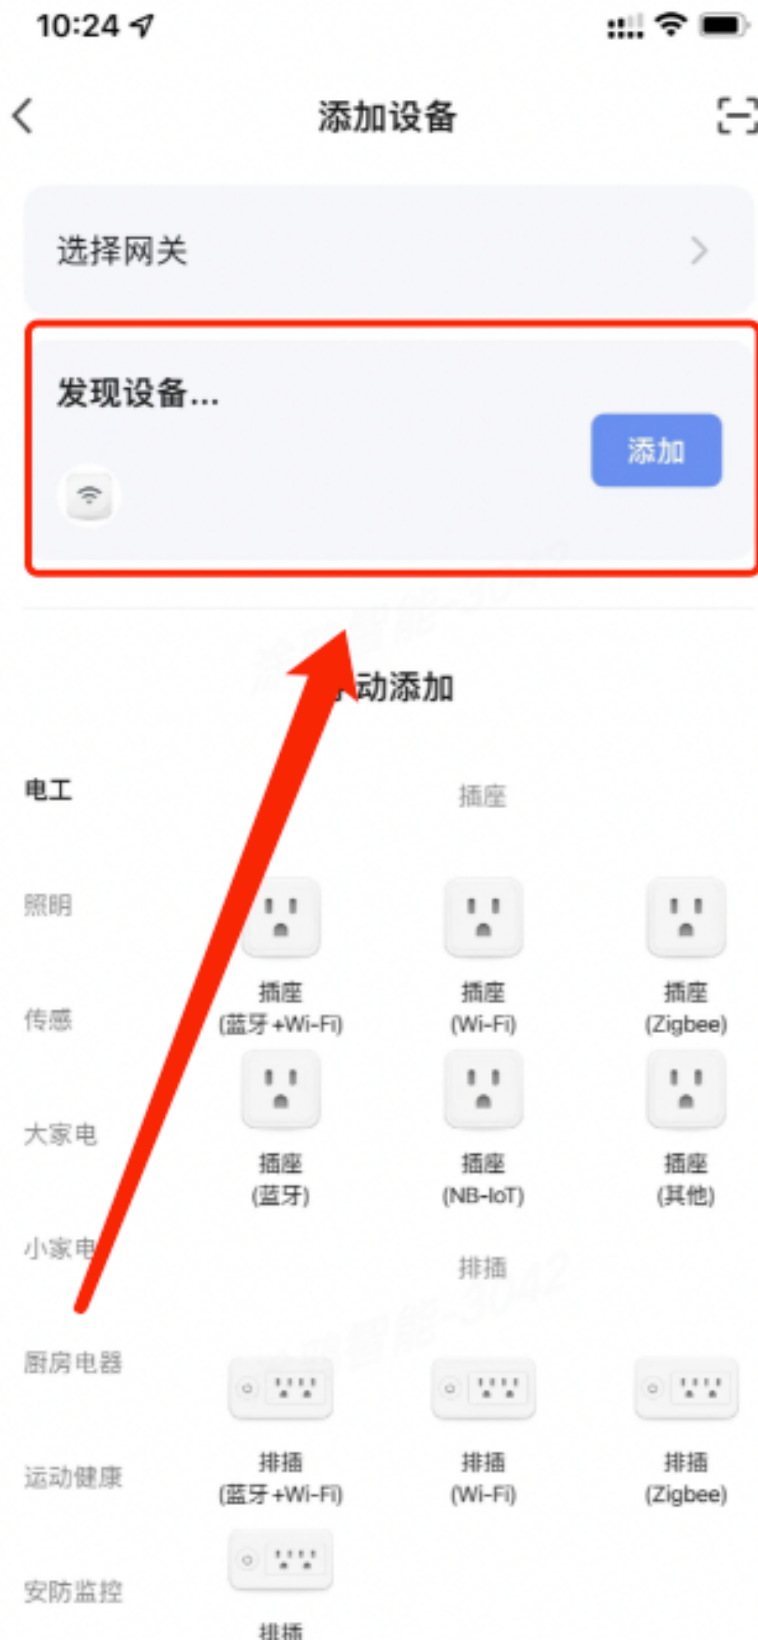 10:24
添加设备
选择网关
发现设备...
添加
动添加
电工
插座
照明
插座
(蓝牙+Wi-Fi)
插座
(Wi-Fi)
插座
(Zigbee)
传感
插座
(蓝牙)
插座
(NB-IoT)
插座
(其他)
大家电
小家电
排插
厨房电器
排插
(蓝牙+Wi-Fi)
排插
(Wi-Fi)
排插
(Zigbee)
运动健康
安防监控
排插